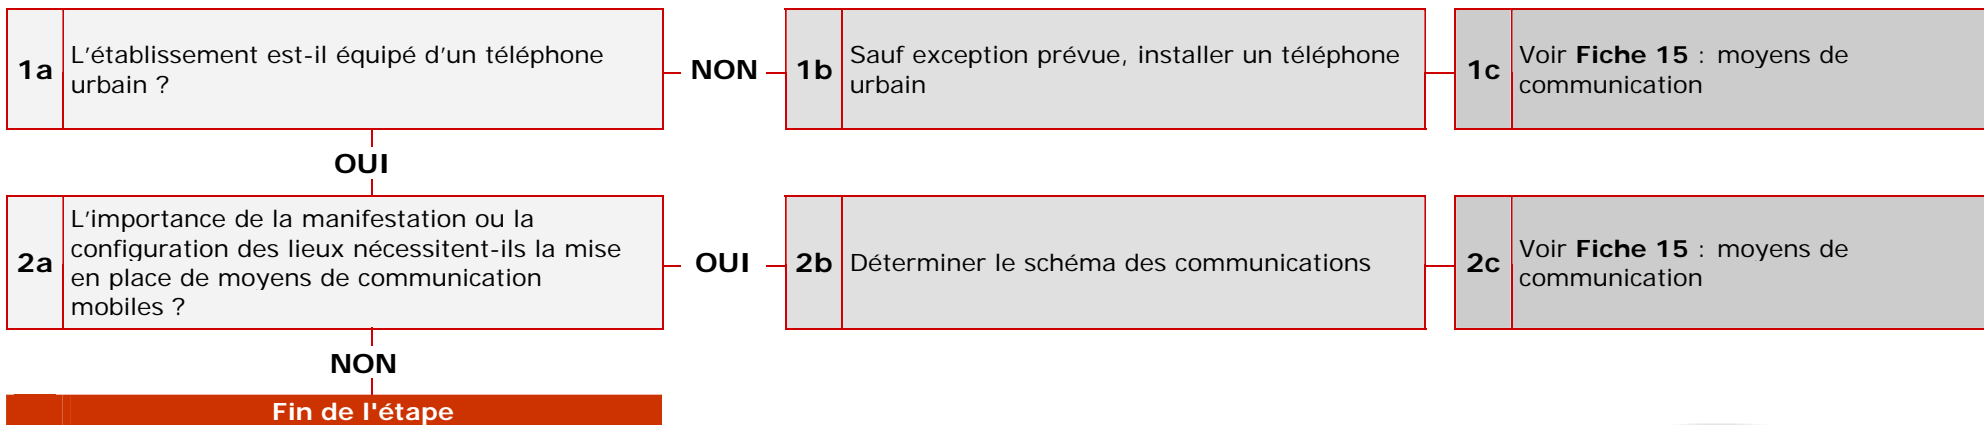 1a
L'établissement est-il équipé d'un téléphone
urbain ?
NON
1b
Sauf exception prévue, installer un téléphone
urbain
1c
Voir Fiche 15 : moyens de
communication
OUI
2a
L'importance de la manifestation ou la
configuration des lieux nécessitent-ils la mise
en place de moyens de communication
mobiles ?
OUI
2b
Déterminer le schéma des communications
2c
Voir Fiche 15 : moyens de
communication
NON
Fin de l'étape